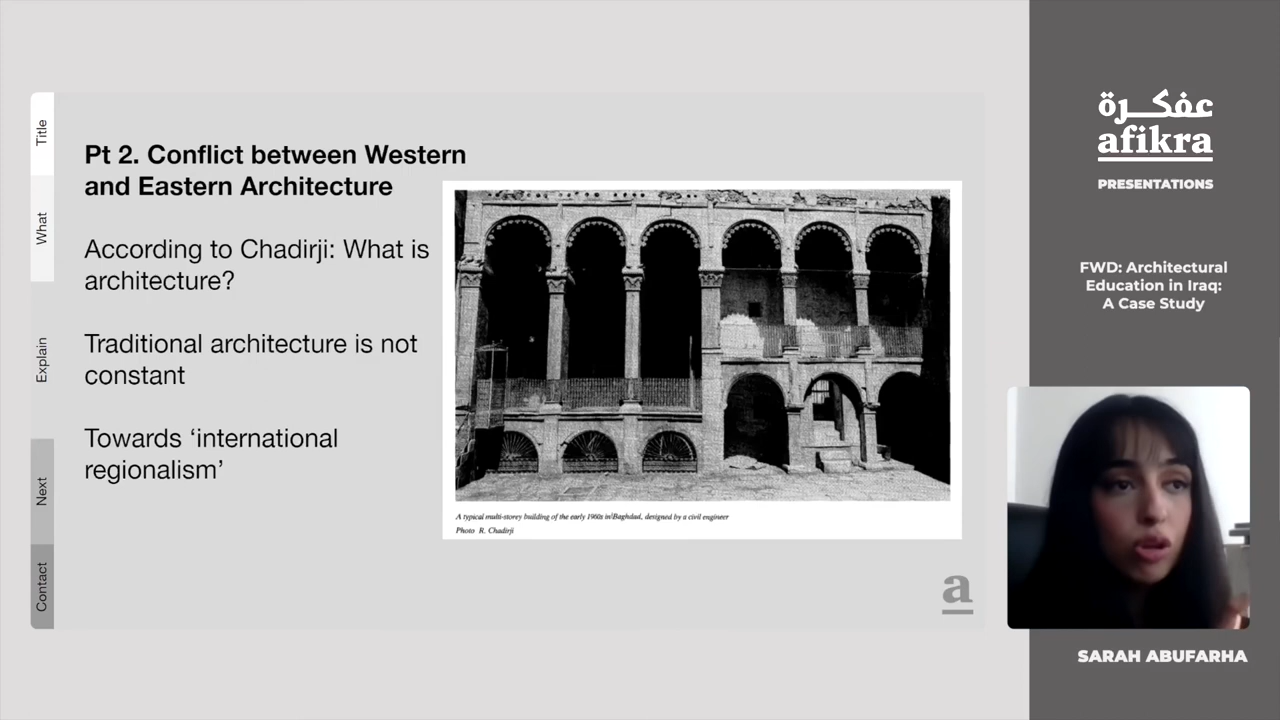 Title
What
Explain
Next
Contact
Pt 2. Conflict between Western
and Eastern Architecture
According to Chadirji: What is
architecture?
Traditional architecture is not
constant
Towards ‘international
regionalism’
A typical multi-storey building of the early 1960s in Baghdad, designed by a civil engineer
Photo R. Chadirji
a
عفكرة
afikra
PRESENTATIONS
FWD: Architectural
Education in Iraq:
A Case Study
SARAH ABUFARHA